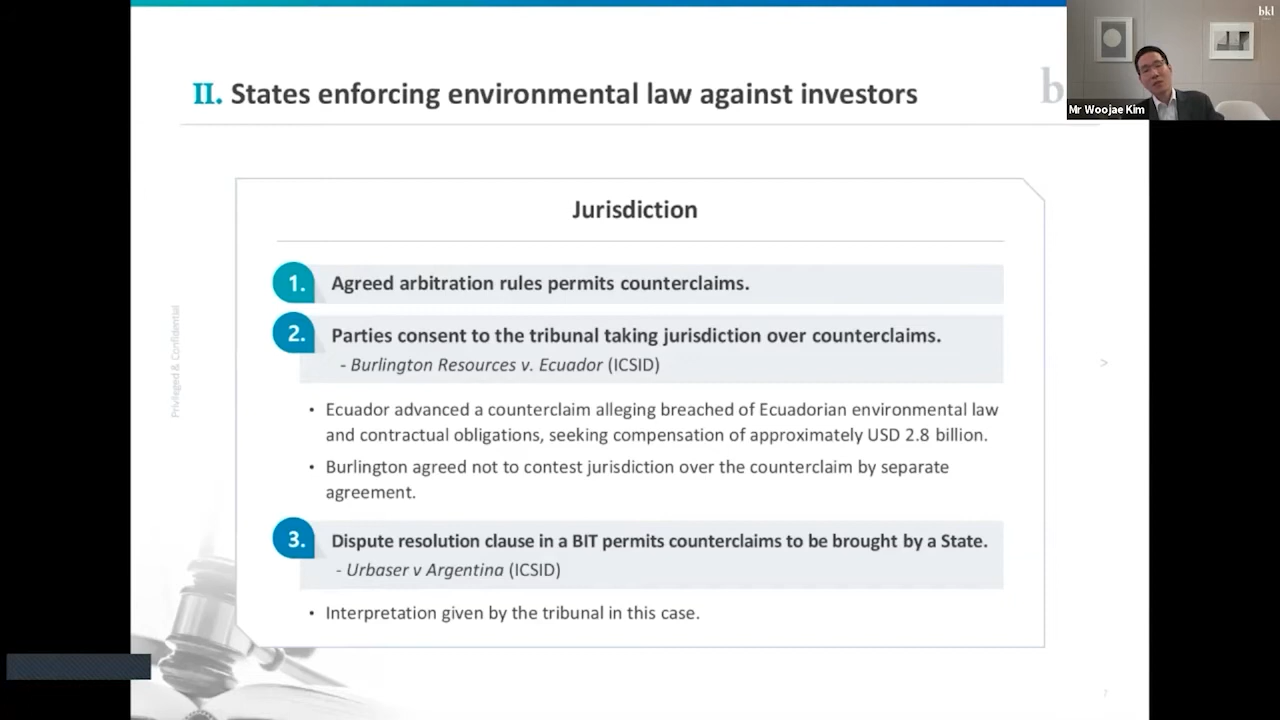 bkl
II. States enforcing environmental law against investors
b
Mr Woojae Kim
Jurisdiction
1. Agreed arbitration rules permits counterclaims.
2. Parties consent to the tribunal taking jurisdiction over counterclaims.
- Burlington Resources v. Ecuador (ICSID)
• Ecuador advanced a counterclaim alleging breached of Ecuadorian environmental law
and contractual obligations, seeking compensation of approximately USD 2.8 billion.
• Burlington agreed not to contest jurisdiction over the counterclaim by separate
agreement.
3. Dispute resolution clause in a BIT permits counterclaims to be brought by a State.
- Urbaser v Argentina (ICSID)
• Interpretation given by the tribunal in this case.
Privileged & Confidential
>
7